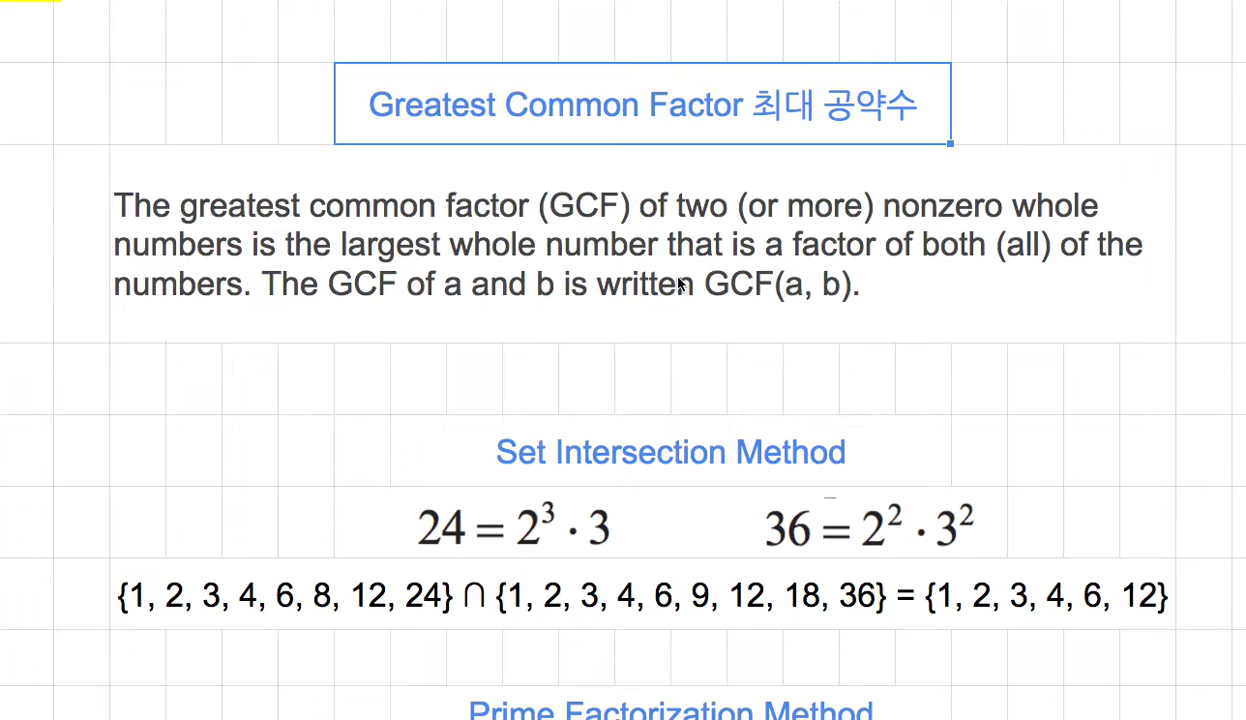 Greatest Common Factor 최대 공약수
The greatest common factor (GCF) of two (or more) nonzero whole
numbers is the largest whole number that is a factor of both (all) of the
numbers. The GCF of a and b is written GCF(a, b).
Set Intersection Method
24 = 2³ · 3 36 = 2² · 3²
{1, 2, 3, 4, 6, 8, 12, 24} ∩ {1, 2, 3, 4, 6, 9, 12, 18, 36} = {1, 2, 3, 4, 6, 12}
Prime Factorization Method